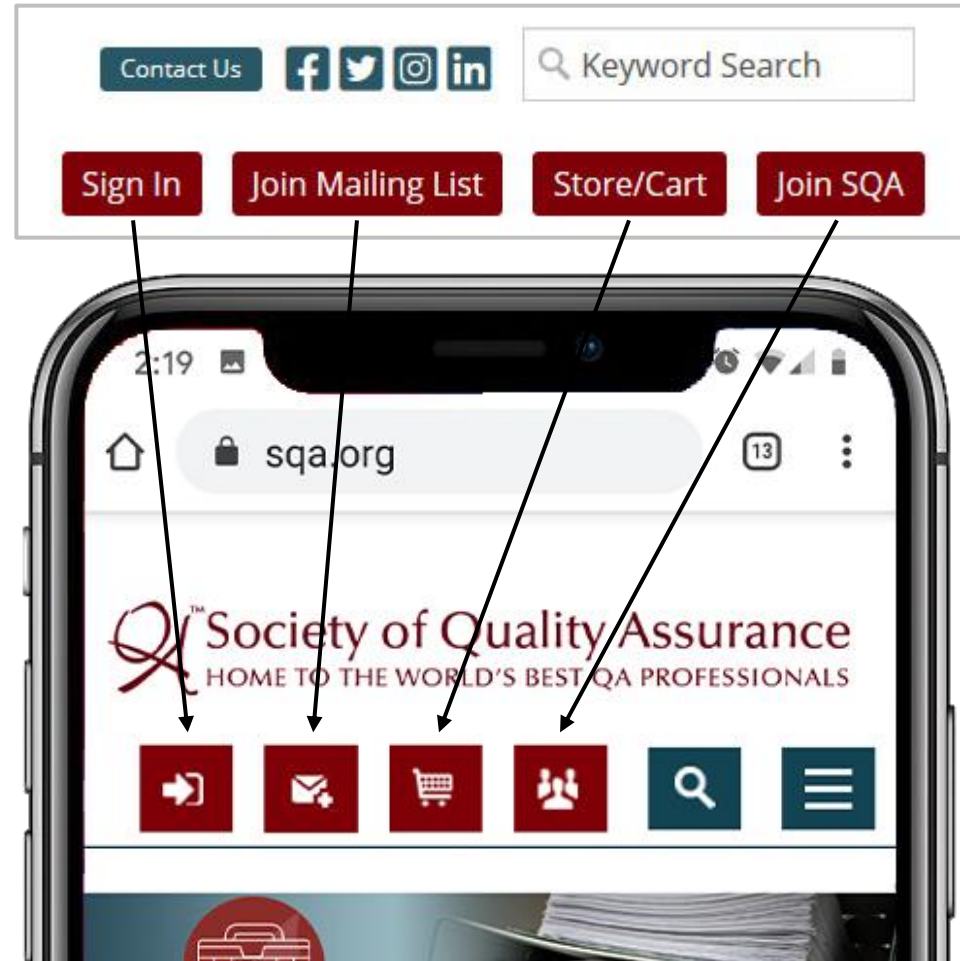 Contact Us Keyword Search
Sign In Join Mailing List Store/Cart Join SQA
2:19
sqa.org 13
™ Society of Quality Assurance
HOME TO THE WORLD'S BEST QA PROFESSIONALS